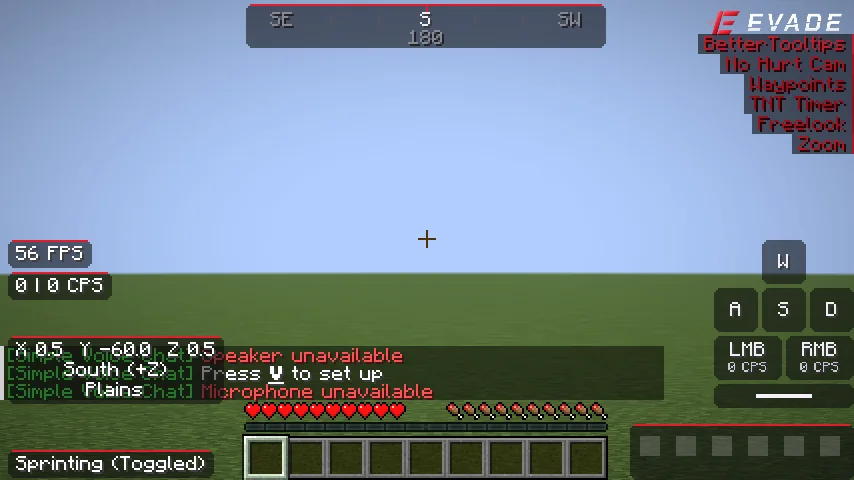 SE S SW
180
EVADE
Better Tooltips
No Hurt Cam
Waypoints
TNT Timer
Freelook
Zoom
56 FPS
0 | 0 CPS
W
A S D
LMB
0 CPS
RMB
0 CPS
X 0.5 Y -60.0 Z 0.5
South (+Z)
Plains
[Simple Voice Chat] Speaker unavailable
[Simple Voice Chat] Press V to set up
[Simple Voice Chat] Microphone unavailable
Sprinting (Toggled)